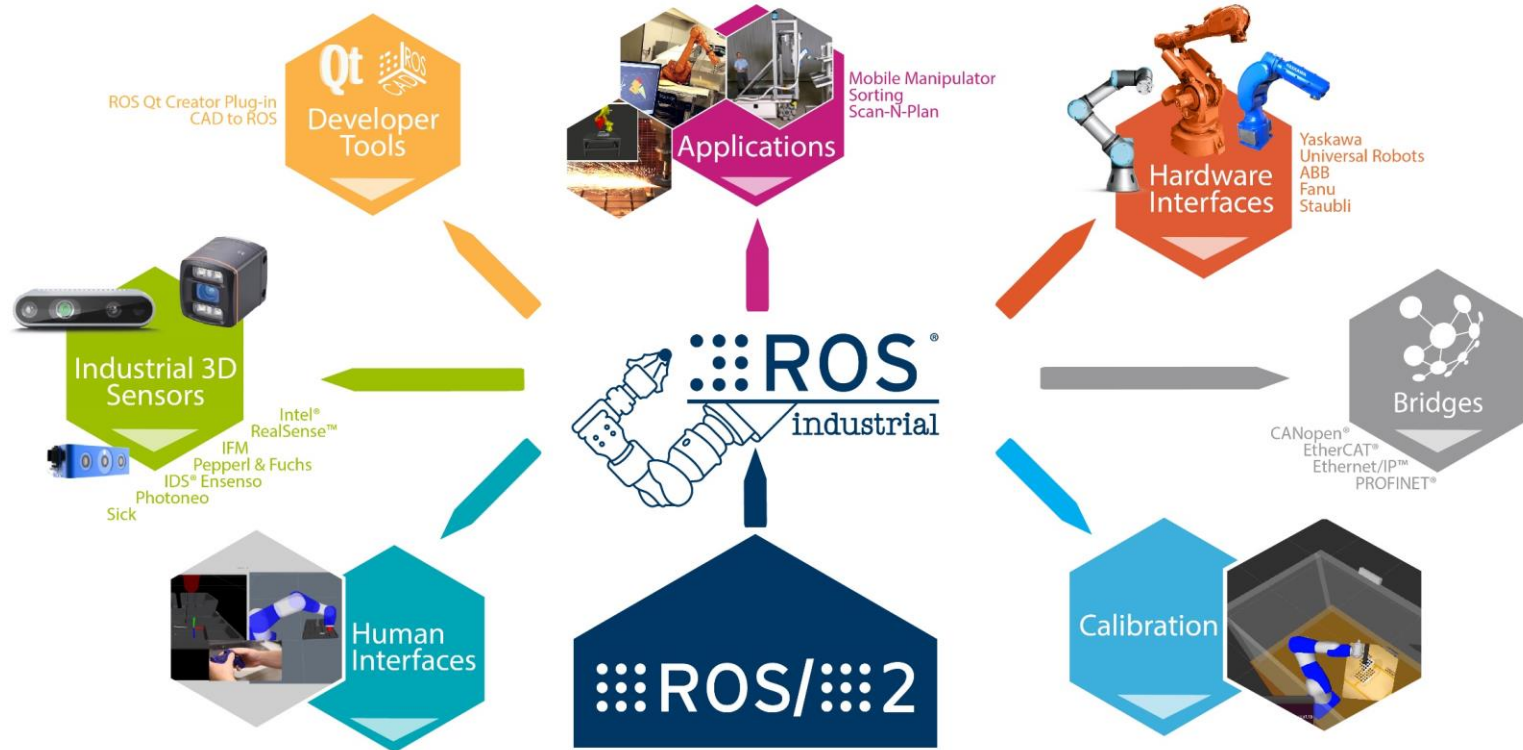 Qt
ROS
CAD
Developer
Tools
ROS Qt Creator Plug-in
CAD to ROS
Applications
Mobile Manipulator
Sorting
Scan-N-Plan
Hardware
Interfaces
Yaskawa
Universal Robots
ABB
Fanu
Staubli
Industrial 3D
Sensors
Intel®
RealSense™
IFM
Pepperl & Fuchs
IDS® Ensenso
Photoneo
Sick
ROS®
industrial
Bridges
CANopen®
EtherCAT®
Ethernet/IP™
PROFINET®
Human
Interfaces
ROS/2
Calibration